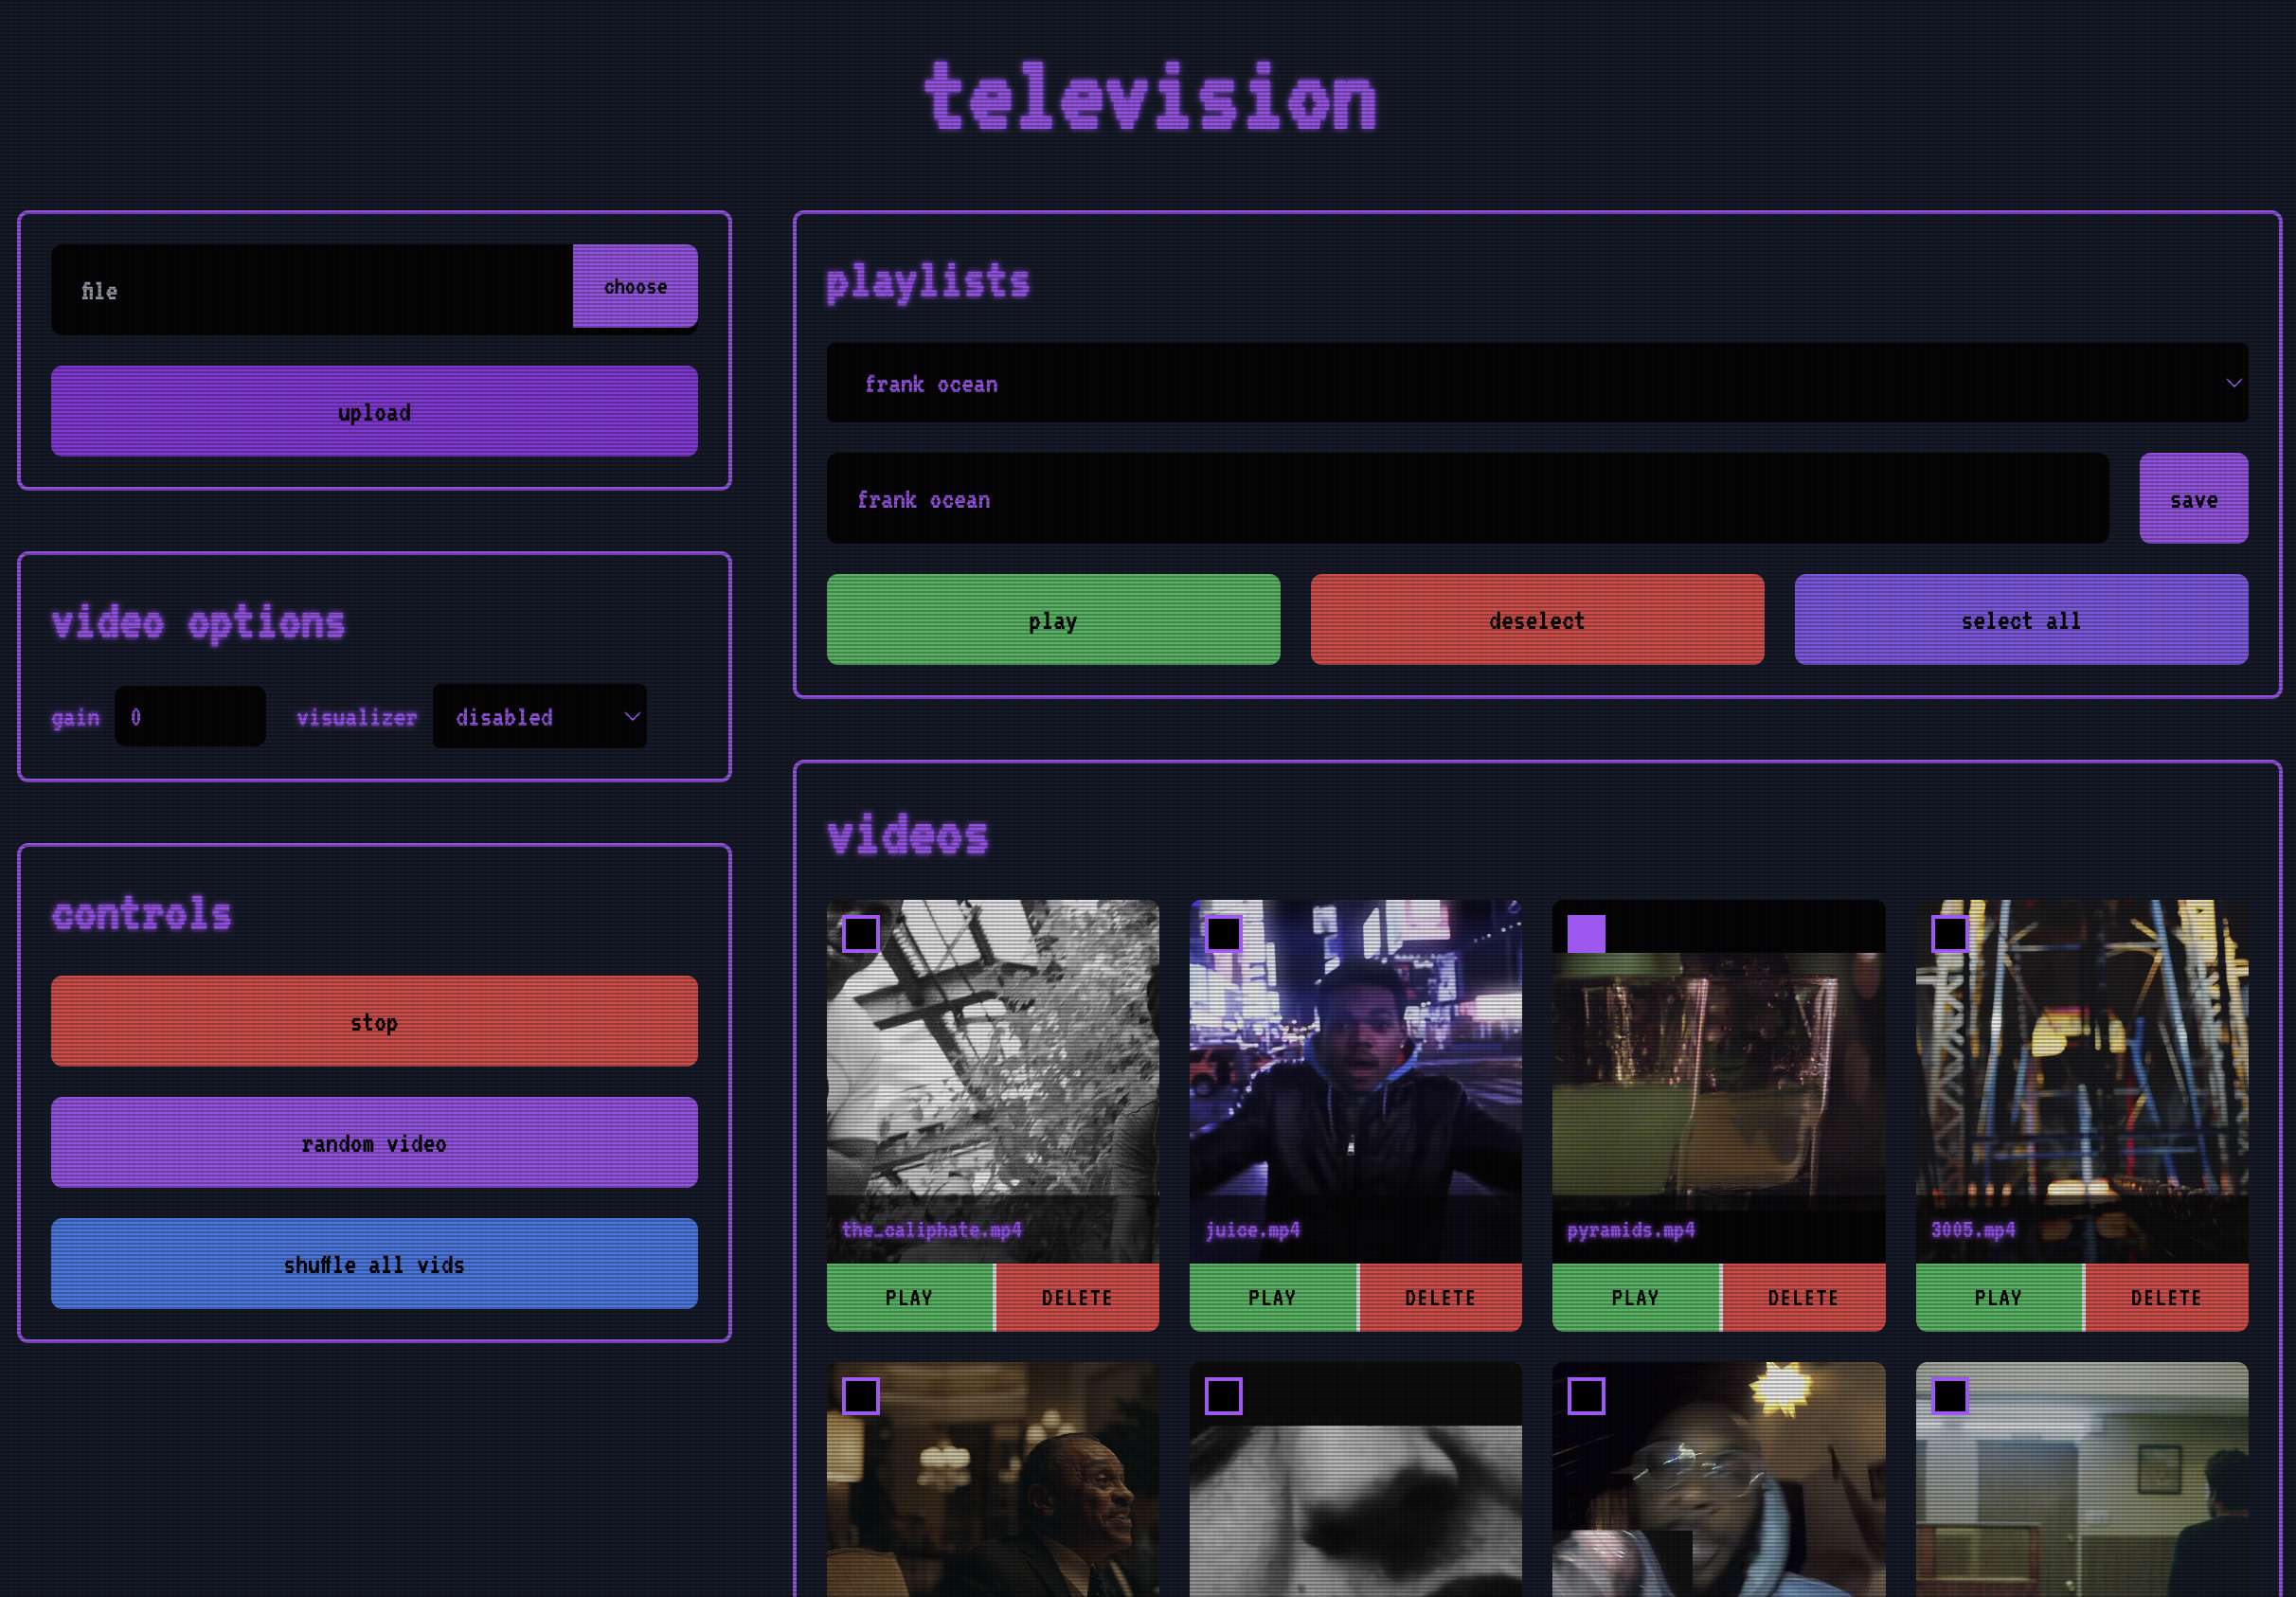 television
file
choose
upload
video options
gain
0
visualizer
disabled
controls
stop
random video
shuffle all vids
playlists
frank ocean
frank ocean
save
play
deselect
select all
videos
the_caliphate.mp4
PLAY
DELETE
juice.mp4
PLAY
DELETE
pyramids.mp4
PLAY
DELETE
3005.mp4
PLAY
DELETE